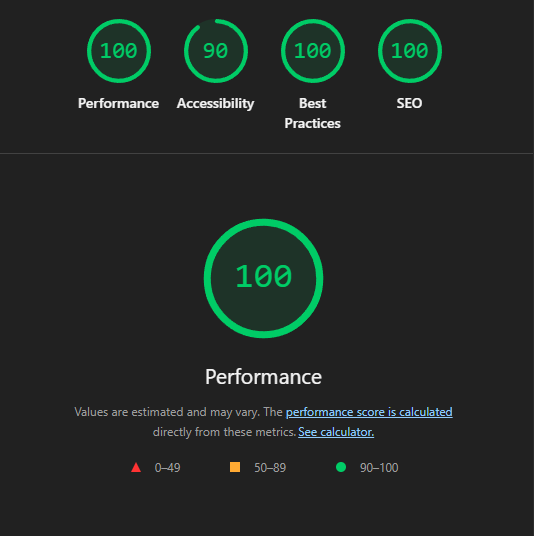 100 90 100 100
Performance Accessibility Best Practices SEO
100
Performance
Values are estimated and may vary. The performance score is calculated
directly from these metrics. See calculator.
0–49 50–89 90–100